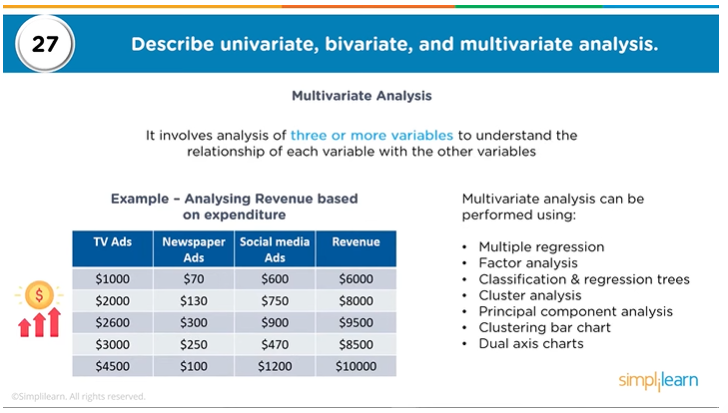 27
Describe univariate, bivariate, and multivariate analysis.
Multivariate Analysis
It involves analysis of three or more variables to understand the
relationship of each variable with the other variables
Example – Analysing Revenue based
on expenditure
TV Ads Newspaper Ads Social media Ads Revenue
$1000 $70 $600 $6000
$2000 $130 $750 $8000
$2600 $300 $900 $9500
$3000 $250 $470 $8500
$4500 $100 $1200 $10000
$
Multivariate analysis can be
performed using:
• Multiple regression
• Factor analysis
• Classification & regression trees
• Cluster analysis
• Principal component analysis
• Clustering bar chart
• Dual axis charts
simplilearn
©Simplilearn. All rights reserved.